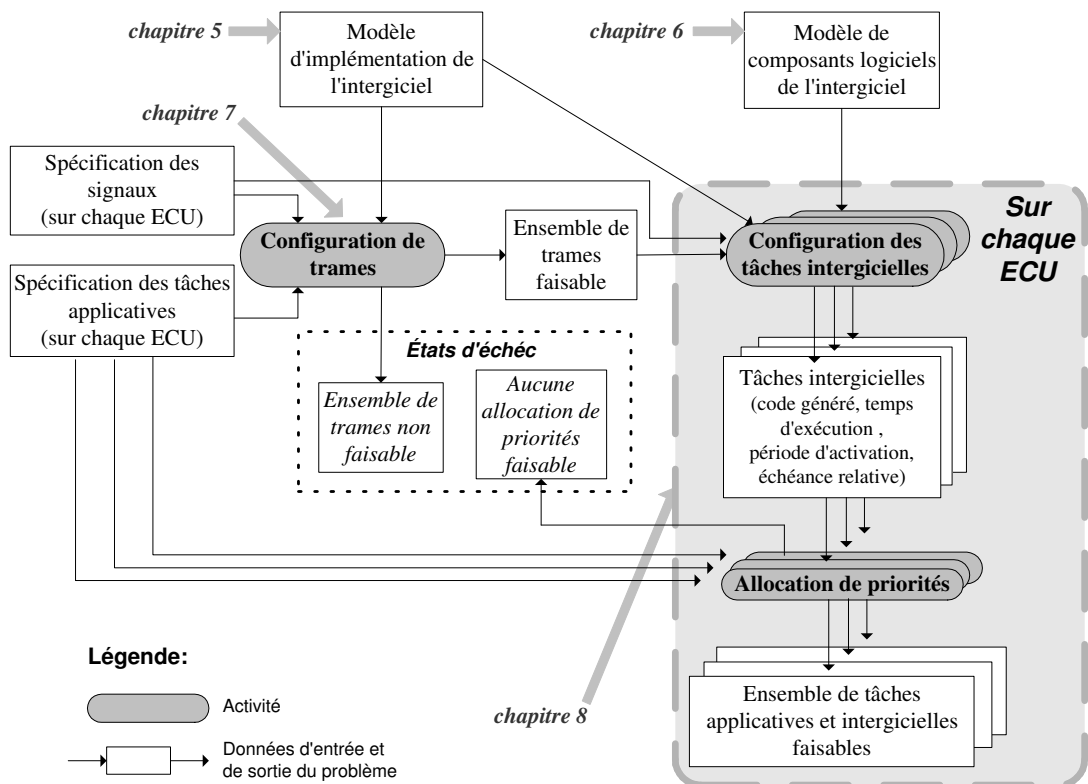 chapitre 5
Modèle
d'implémentation de
l'intergiciel
chapitre 6
Modèle de
composants logiciels
de l'intergiciel
chapitre 7
Spécification des
signaux
(sur chaque ECU)
Configuration de
trames
Ensemble de
trames
faisable
Configuration des
tâches intergicielles
Sur
chaque
ECU
Spécification des tâches
applicatives
(sur chaque ECU)
États d'échéc
Ensemble de
trames non
faisable
Aucune
allocation de
priorités
faisable
Tâches intergicielles
(code généré, temps
d'exécution ,
période d'activation,
échéance relative)
Allocation de priorités
Légende:
Activité
Données d'entrée et
de sortie du problème
chapitre 8
Ensemble de tâches
applicatives et intergicielles
faisables